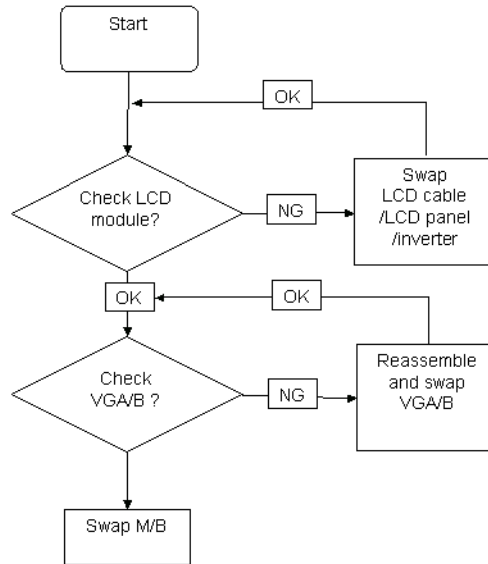 Start
OK
Check LCD
module?
NG
Swap
LCD cable
/LCD panel
/inverter
OK
OK
Check
VGA/B ?
NG
Reassemble
and swap
VGA/B
Swap M/B